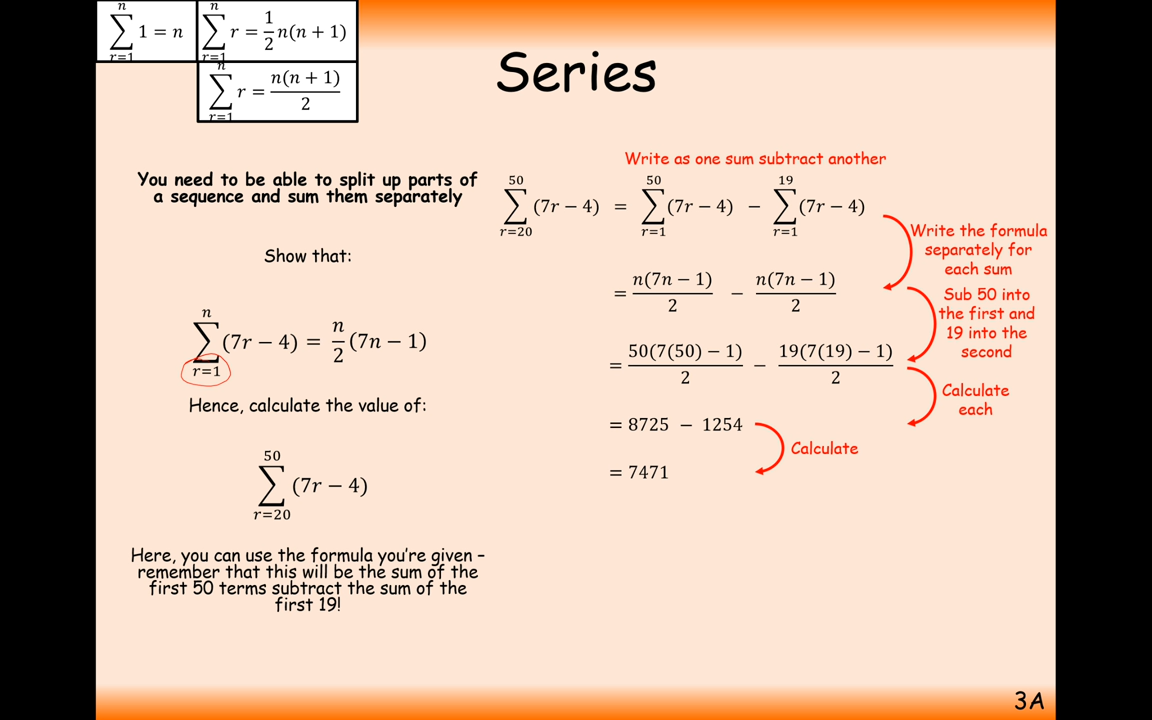 n
∑ 1 = n
r=1
n
∑ r = 1/2 n(n + 1)
r=1
n
∑ r = n(n + 1)/2
r=1
Series
You need to be able to split up parts of
a sequence and sum them separately
Show that:
n
∑ (7r − 4) = n/2 (7n − 1)
r=1
Hence, calculate the value of:
50
∑ (7r − 4)
r=20
Here, you can use the formula you're given –
remember that this will be the sum of the
first 50 terms subtract the sum of the
first 19!
Write as one sum subtract another
50 50 19
∑ (7r − 4) = ∑ (7r − 4) − ∑ (7r − 4)
r=20 r=1 r=1
Write the formula
separately for
each sum
= n(7n − 1)/2 − n(7n − 1)/2
Sub 50 into
the first and
19 into the
second
= 50(7(50) − 1)/2 − 19(7(19) − 1)/2
Calculate
each
= 8725 − 1254
Calculate
= 7471
3A